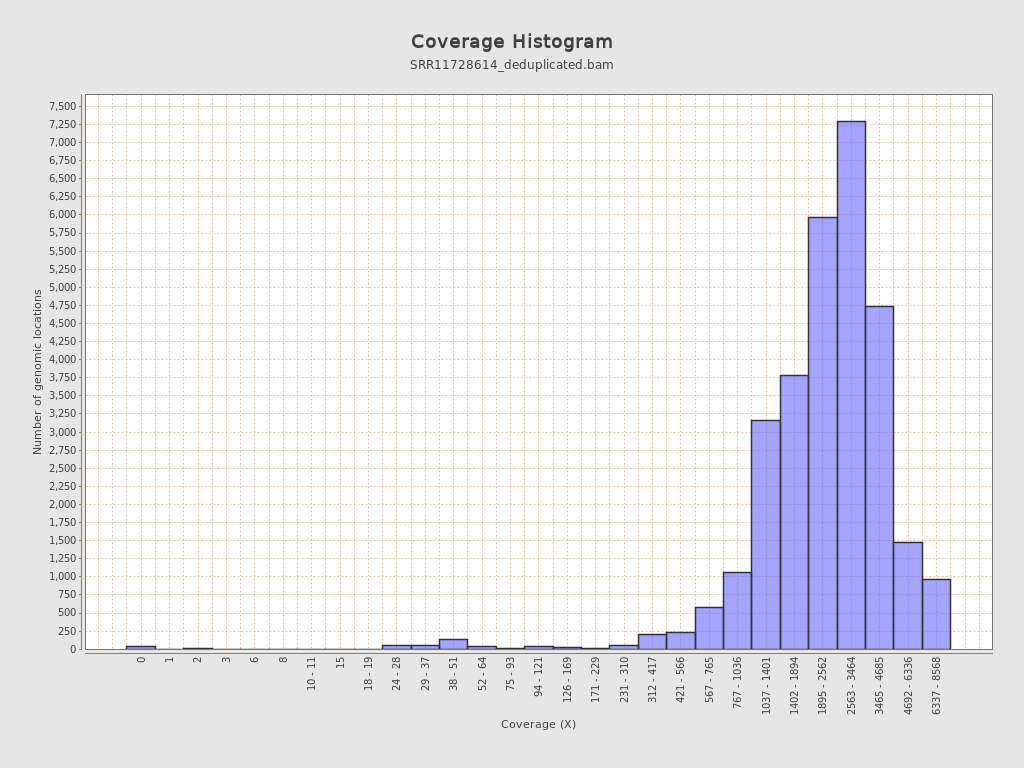 Coverage Histogram
SRR11728614_deduplicated.bam
Number of genomic locations
7,500
7,250
7,000
6,750
6,500
6,250
6,000
5,750
5,500
5,250
5,000
4,750
4,500
4,250
4,000
3,750
3,500
3,250
3,000
2,750
2,500
2,250
2,000
1,750
1,500
1,250
1,000
750
500
250
0
0
1
2
3
6
8
10 - 11
15
18 - 19
24 - 28
29 - 37
38 - 51
52 - 64
75 - 93
94 - 121
126 - 169
171 - 229
231 - 310
312 - 417
421 - 566
567 - 765
767 - 1036
1037 - 1401
1402 - 1894
1895 - 2562
2563 - 3464
3465 - 4685
4692 - 6336
6337 - 8568
Coverage (X)